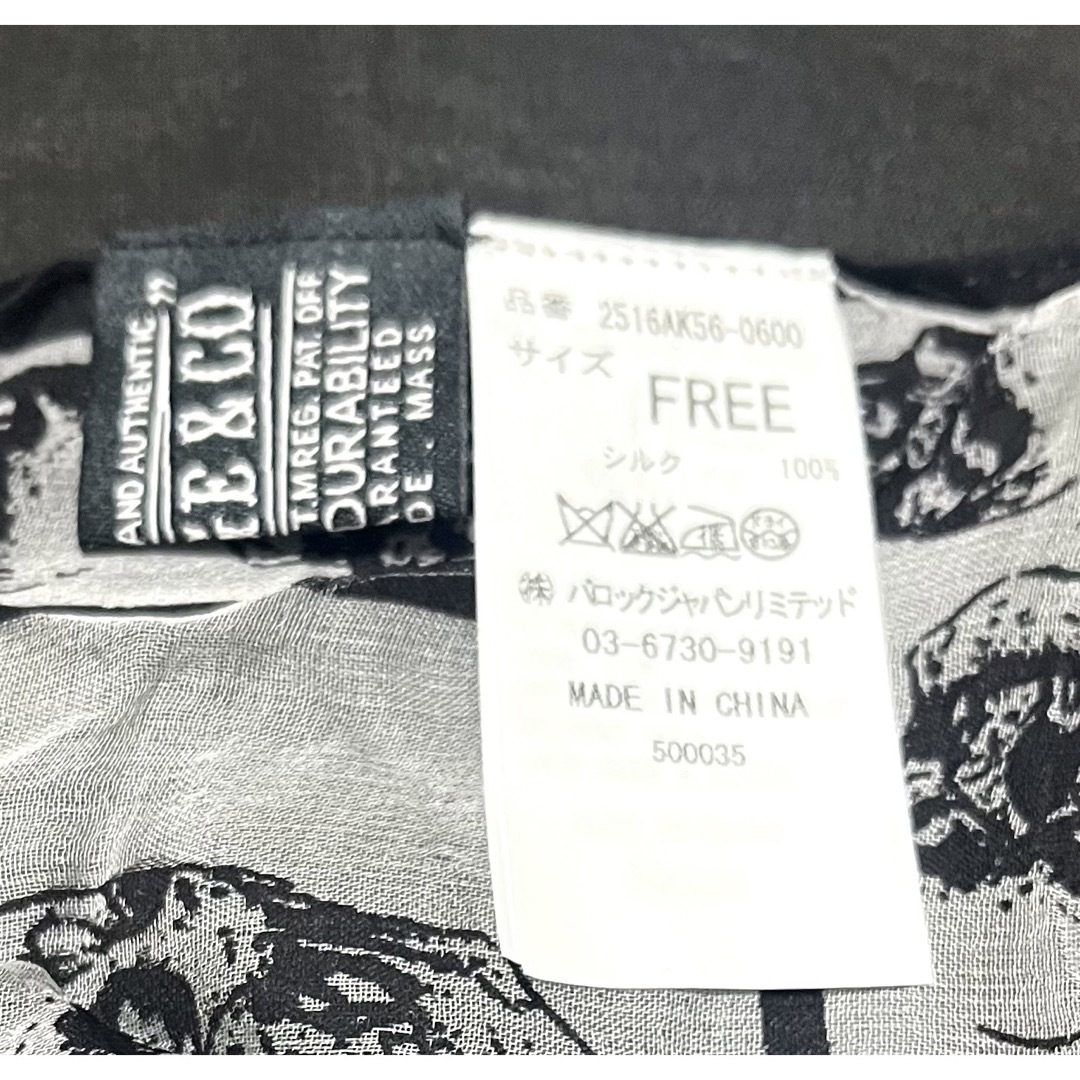 AND AUTHENTIC”
E & CO
T.M REG. PAT. OFF
DURABILITY
RANTEED
DE . MASS
品番 2516AK56-0600
サイズ
FREE
シルク 100%
㈱ バロックジャパンリミテッド
03-6730-9191
MADE IN CHINA
500035